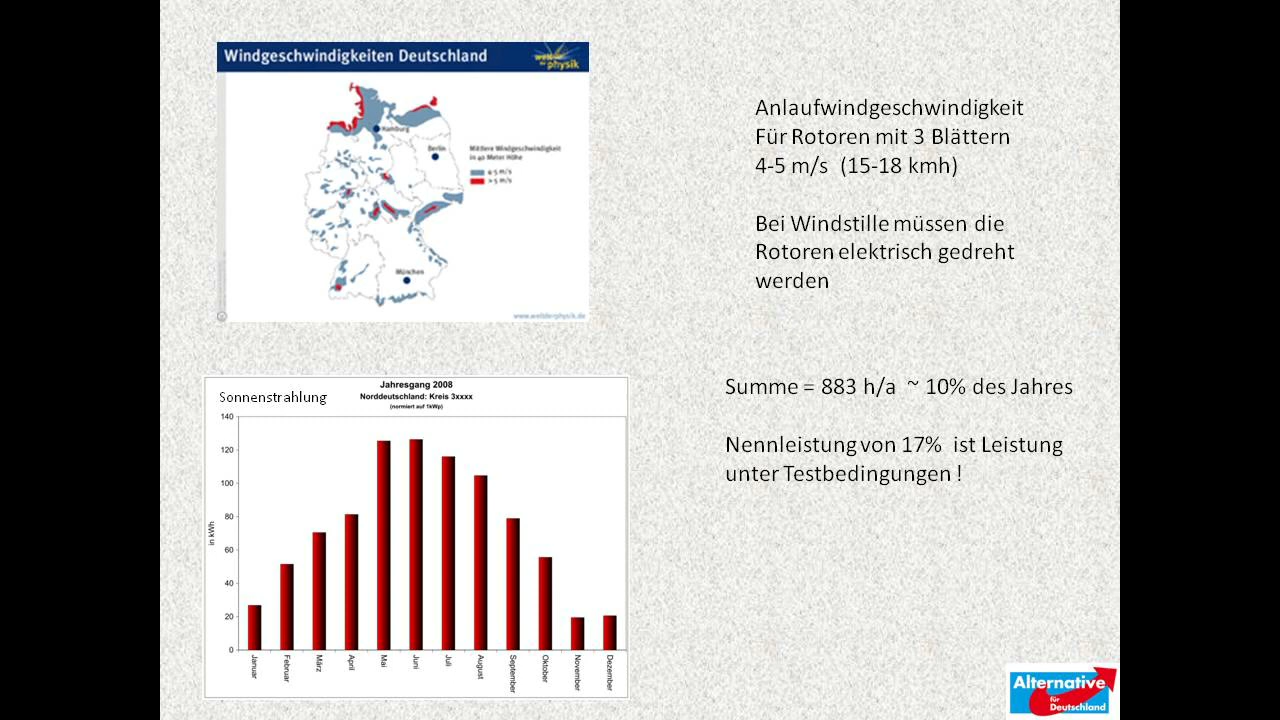 Windgeschwindigkeiten Deutschland
welt der physik
Hamburg
Berlin
München
Mittlere Windgeschwindigkeit
in 40 Meter Höhe
4-5 m/s
> 5 m/s
www.weltderphysik.de
Anlaufwindgeschwindigkeit
Für Rotoren mit 3 Blättern
4-5 m/s (15-18 kmh)
Bei Windstille müssen die
Rotoren elektrisch gedreht
werden
Sonnenstrahlung
Jahresgang 2008
Norddeutschland: Kreis 3xxxx
(normiert auf 1kWp)
in kWh
140
120
100
80
60
40
20
0
Januar
Februar
März
April
Mai
Juni
Juli
August
September
Oktober
November
Dezember
Summe = 883 h/a ~ 10% des Jahres
Nennleistung von 17% ist Leistung
unter Testbedingungen !
Alternative
für
Deutschland